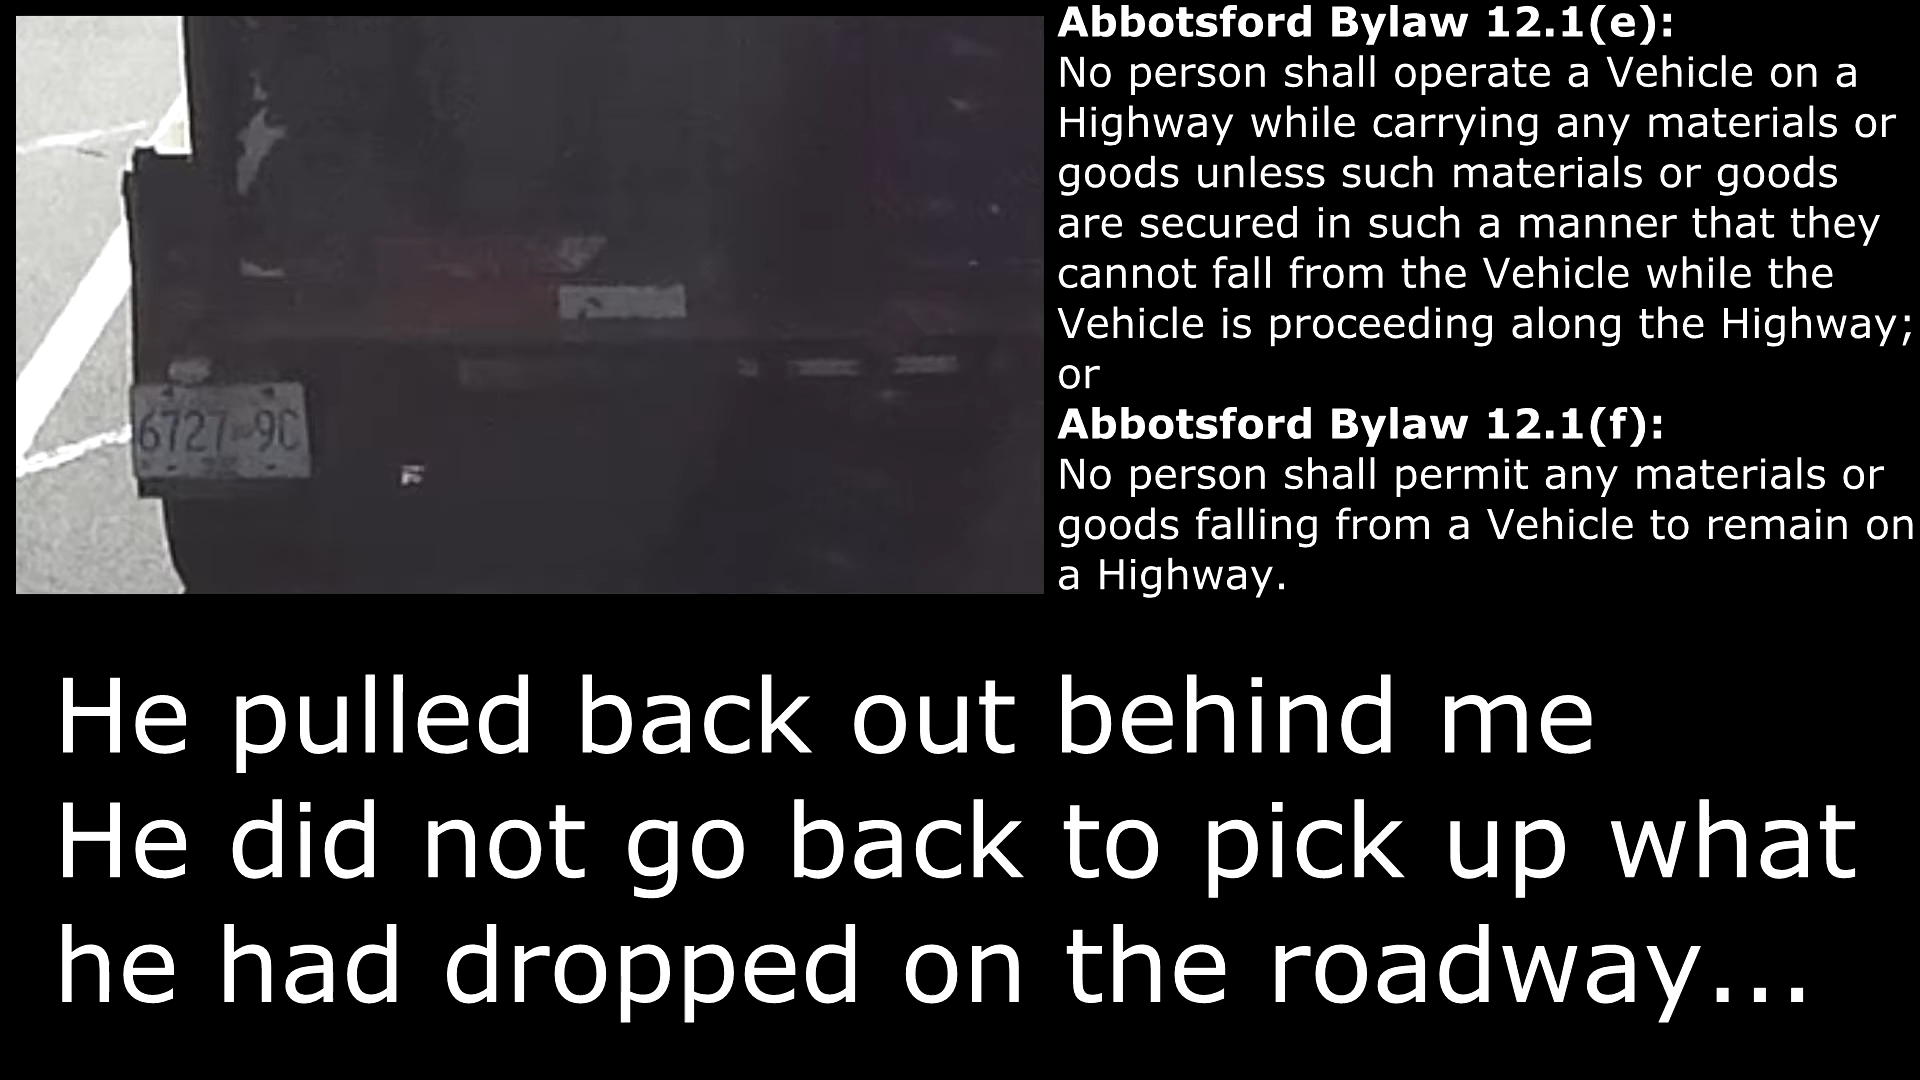 Abbotsford Bylaw 12.1(e):
No person shall operate a Vehicle on a
Highway while carrying any materials or
goods unless such materials or goods
are secured in such a manner that they
cannot fall from the Vehicle while the
Vehicle is proceeding along the Highway;
or
Abbotsford Bylaw 12.1(f):
No person shall permit any materials or
goods falling from a Vehicle to remain on
a Highway.
6727 9C
He pulled back out behind me
He did not go back to pick up what
he had dropped on the roadway...